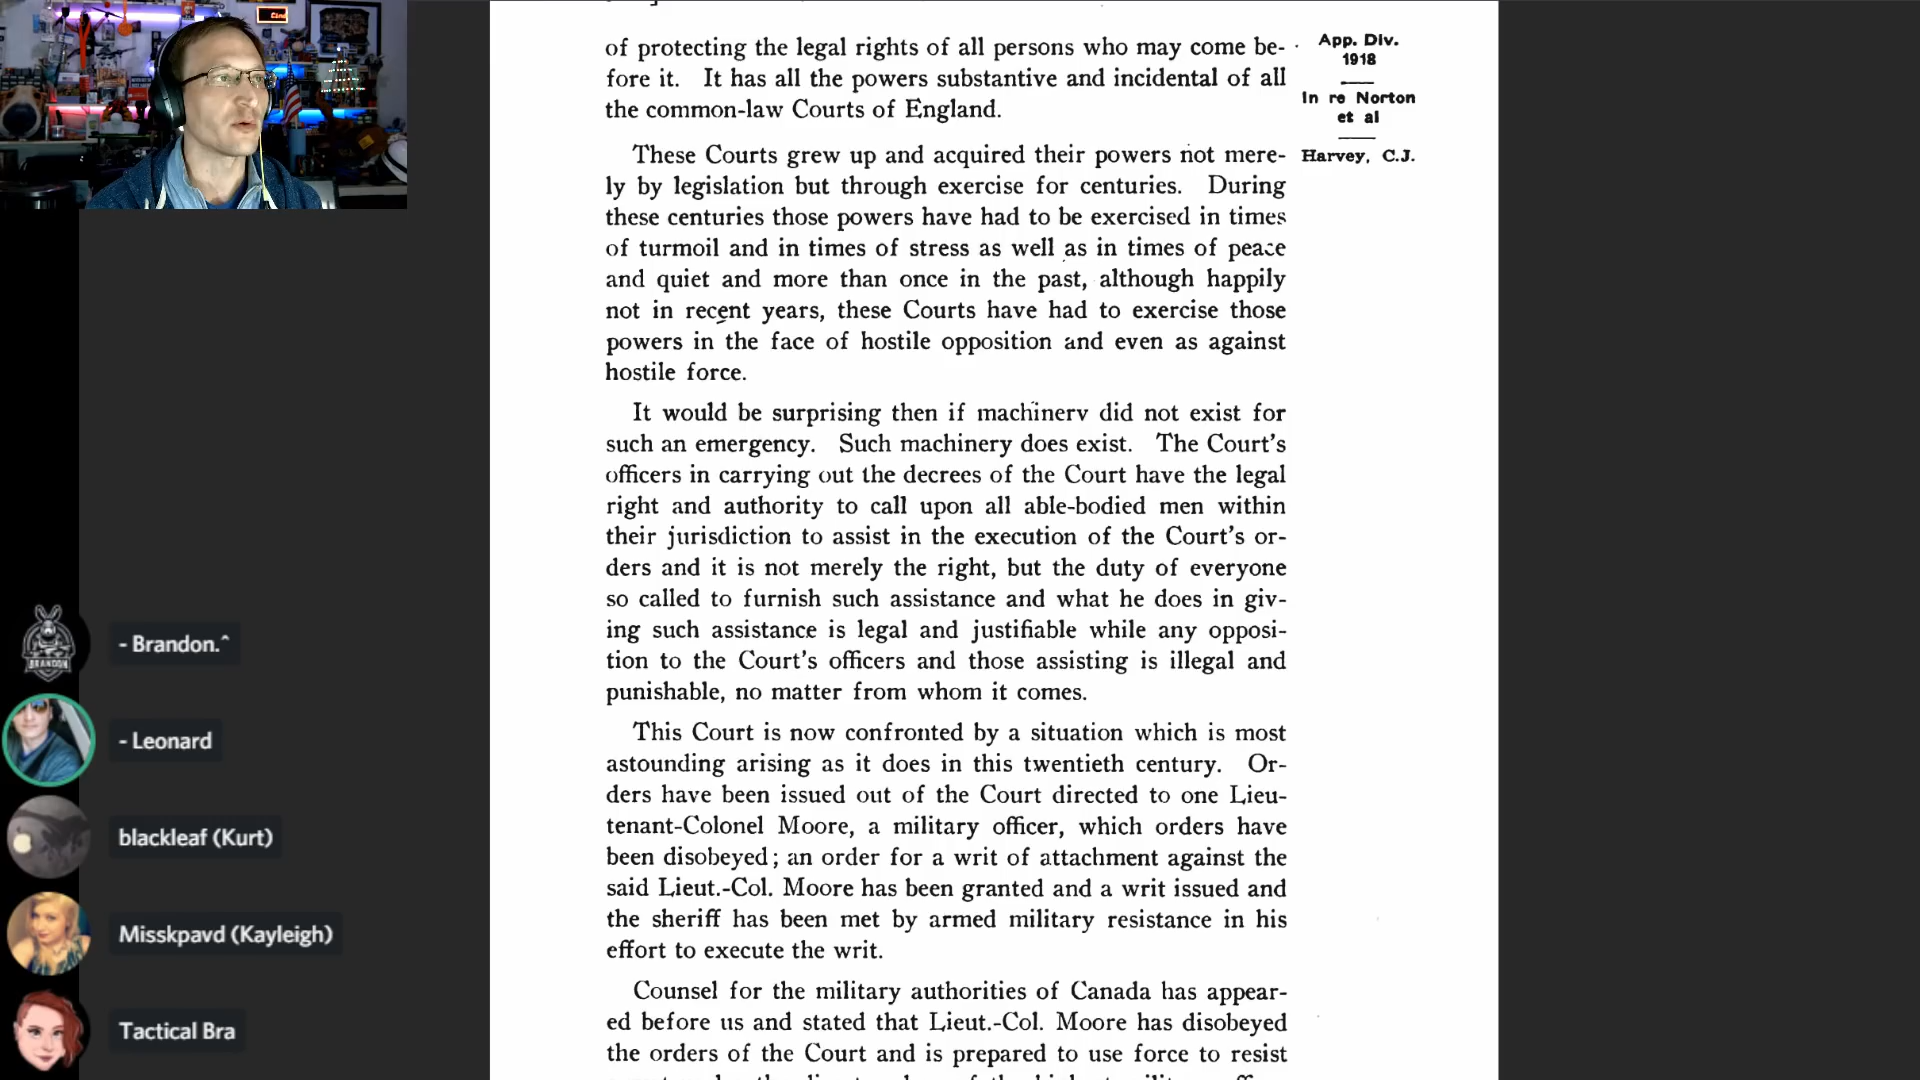 of protecting the legal rights of all persons who may come be-
fore it. It has all the powers substantive and incidental of all
the common-law Courts of England.
App. Div.
1918
In re Norton
et al
Harvey, C.J.
These Courts grew up and acquired their powers not mere-
ly by legislation but through exercise for centuries. During
these centuries those powers have had to be exercised in times
of turmoil and in times of stress as well as in times of peace
and quiet and more than once in the past, although happily
not in recent years, these Courts have had to exercise those
powers in the face of hostile opposition and even as against
hostile force.
It would be surprising then if machinery did not exist for
such an emergency. Such machinery does exist. The Court's
officers in carrying out the decrees of the Court have the legal
right and authority to call upon all able-bodied men within
their jurisdiction to assist in the execution of the Court's or-
ders and it is not merely the right, but the duty of everyone
so called to furnish such assistance and what he does in giv-
ing such assistance is legal and justifiable while any opposi-
tion to the Court's officers and those assisting is illegal and
punishable, no matter from whom it comes.
This Court is now confronted by a situation which is most
astounding arising as it does in this twentieth century. Or-
ders have been issued out of the Court directed to one Lieu-
tenant-Colonel Moore, a military officer, which orders have
been disobeyed; an order for a writ of attachment against the
said Lieut.-Col. Moore has been granted and a writ issued and
the sheriff has been met by armed military resistance in his
effort to execute the writ.
Counsel for the military authorities of Canada has appear-
ed before us and stated that Lieut.-Col. Moore has disobeyed
the orders of the Court and is prepared to use force to resist
BRANDON
- Brandon.^
- Leonard
blackleaf (Kurt)
Misskpavd (Kayleigh)
Tactical Bra